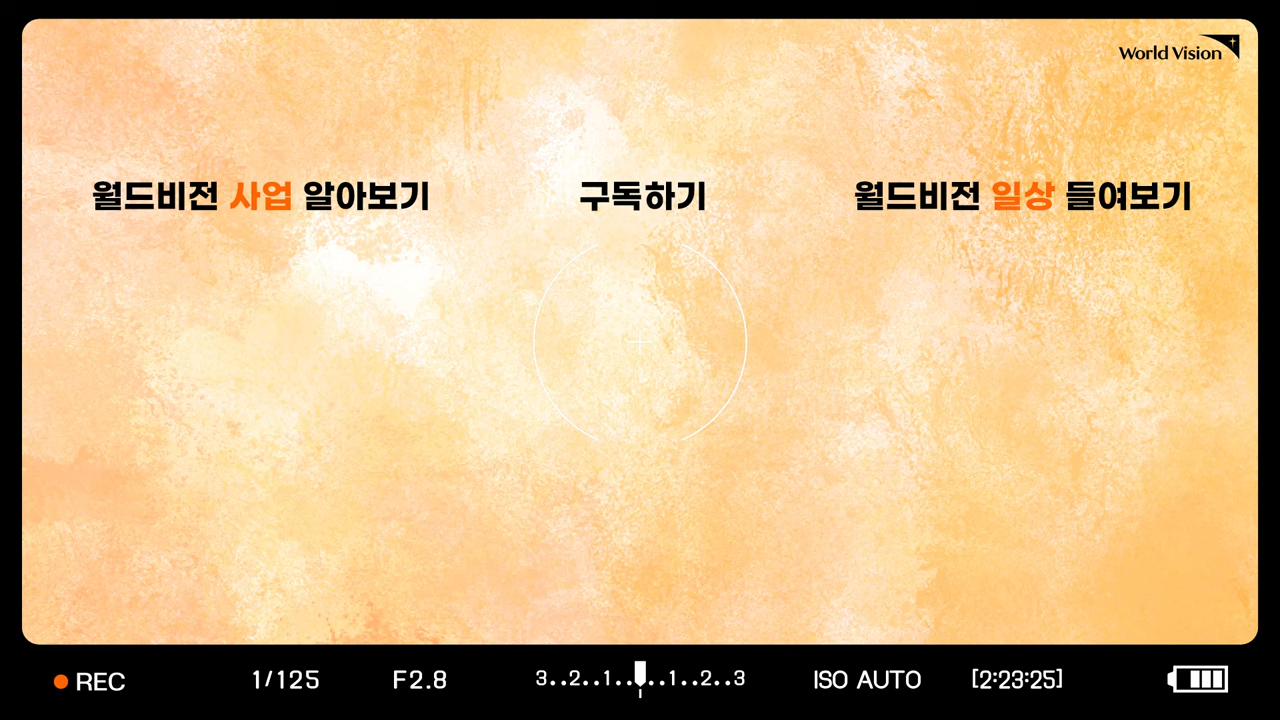 World Vision
월드비전 사업 알아보기
구독하기
월드비전 일상 들여보기
REC
1/125
F2.8
3..2..1....1..2..3
ISO AUTO
[2:23:25]